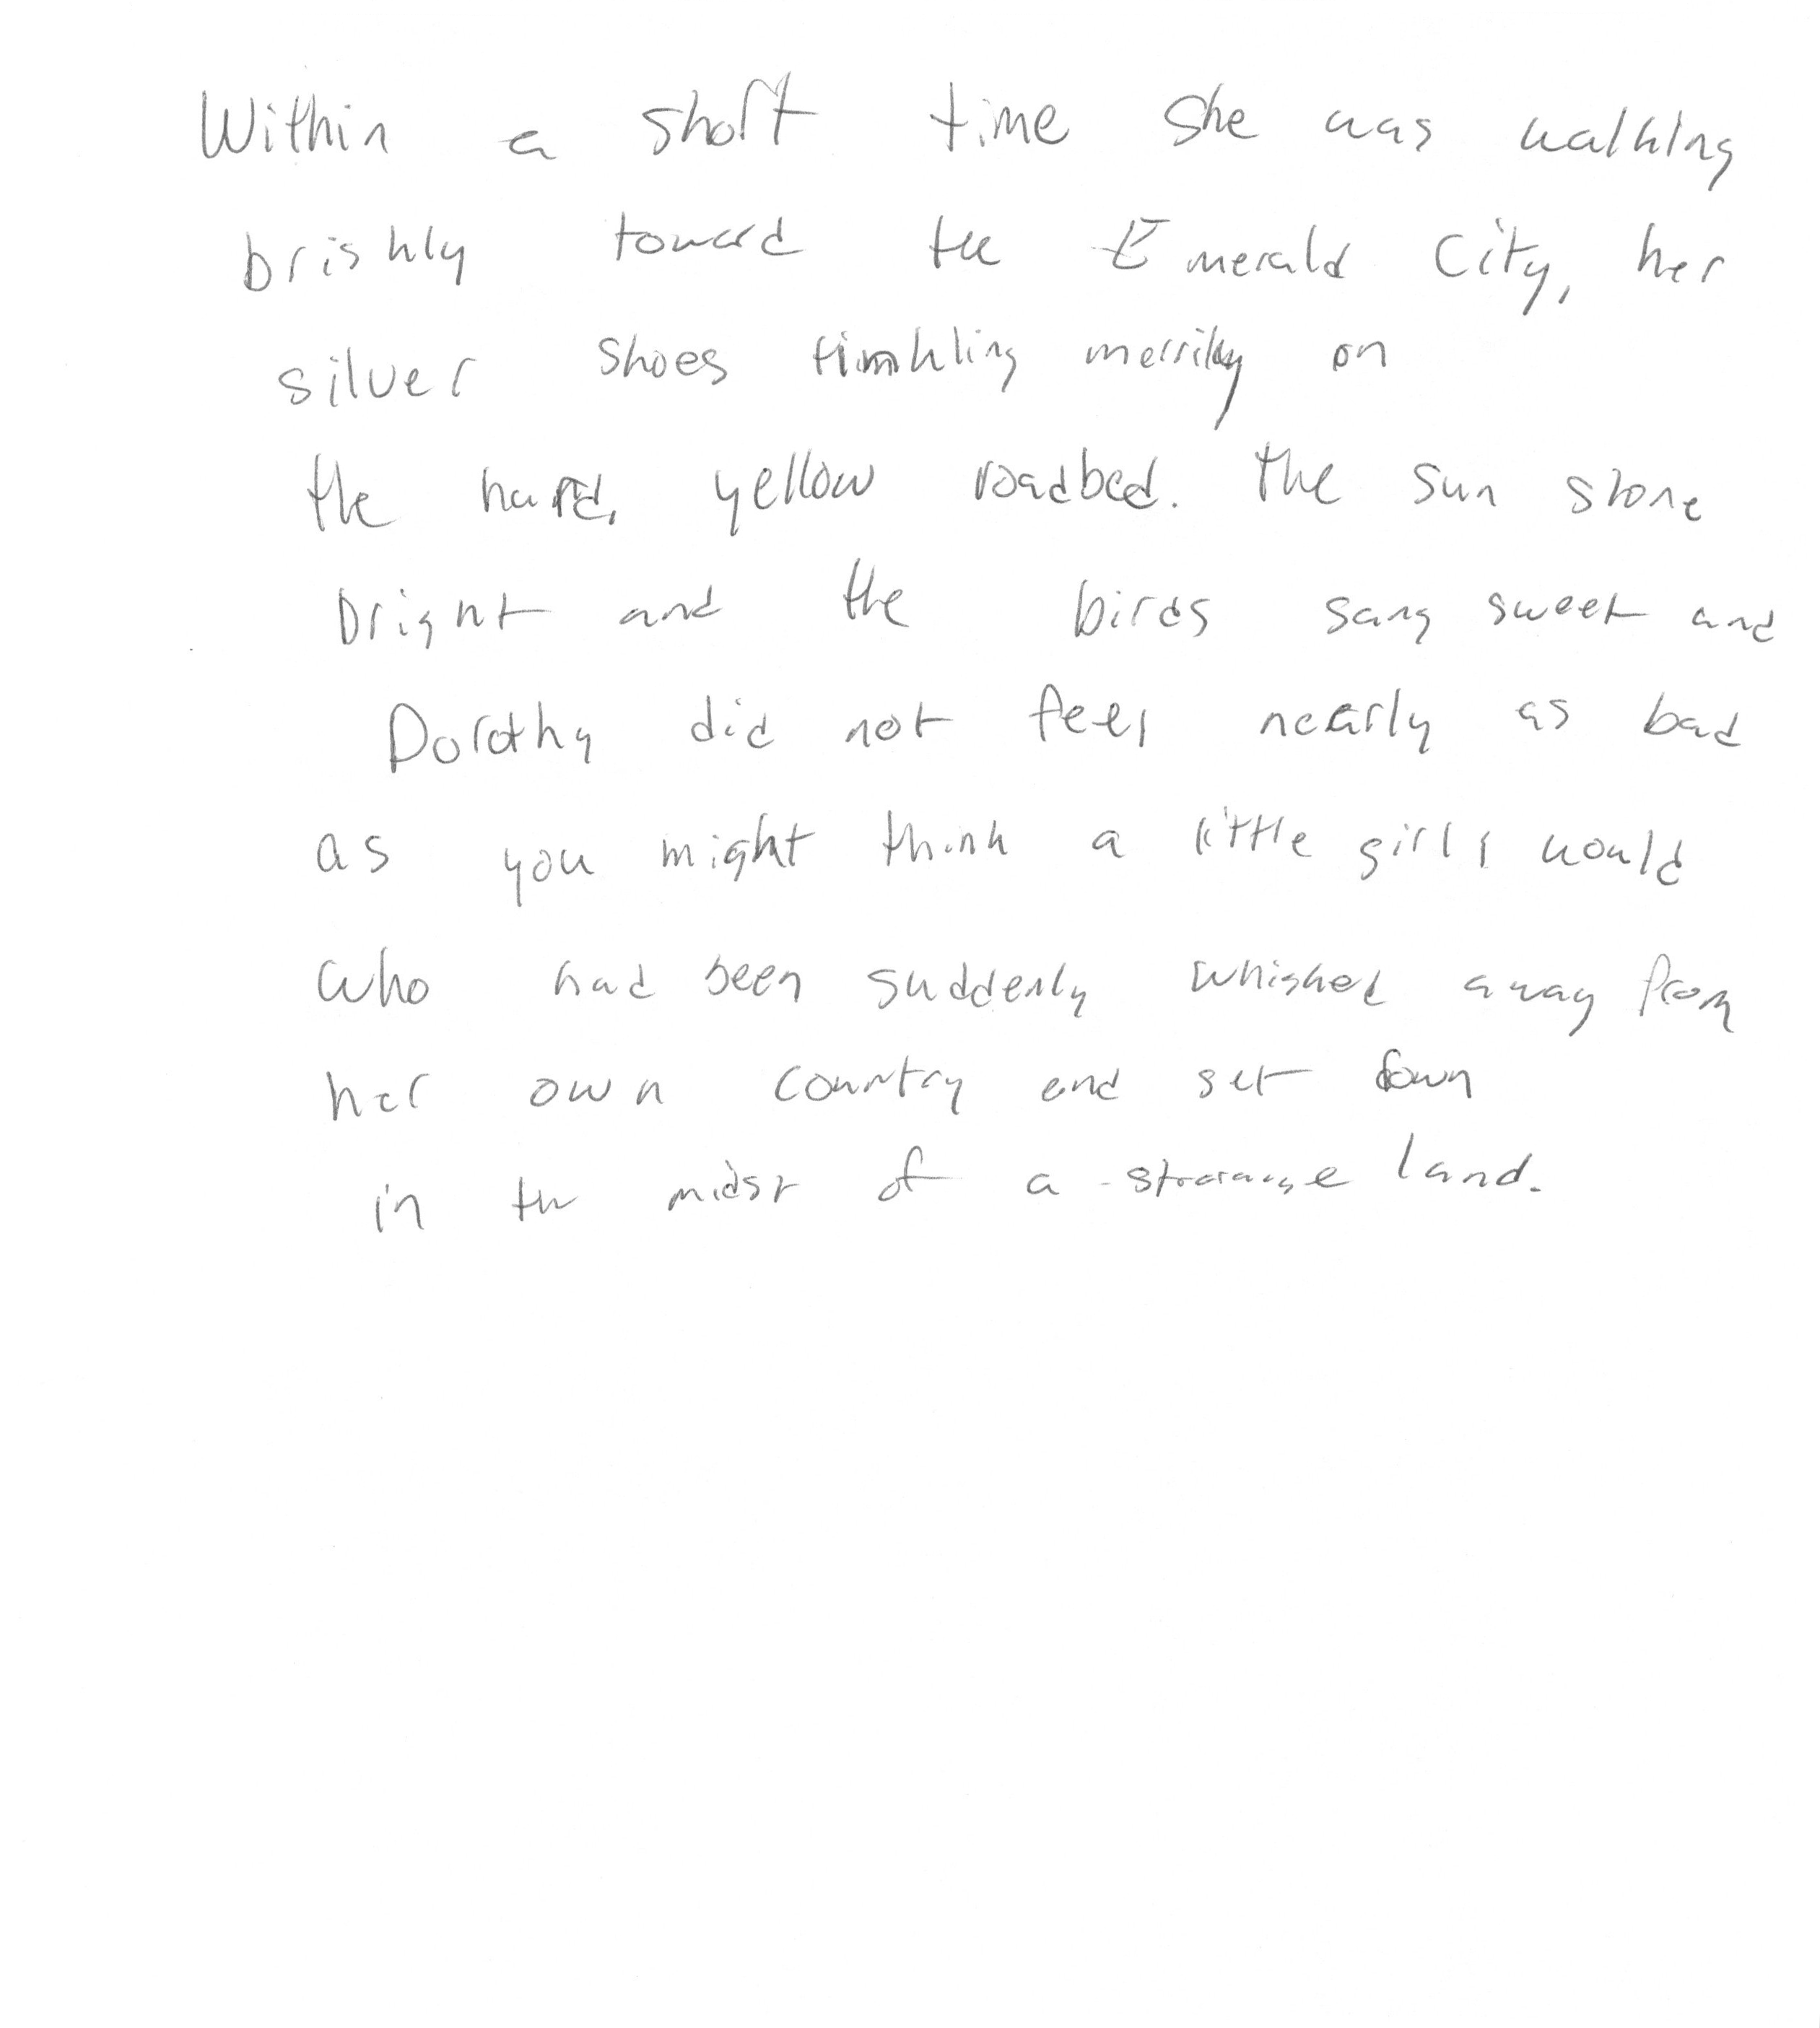 Within a short time she was walking
briskly toward the Emerald City, her
silver shoes tinkling merrily on
the hard, yellow roadbed. The sun shone
bright and the birds sang sweet and
Dorothy did not feel nearly as bad
as you might think a little girl would
who had been suddenly whisked away from
her own country and set down
in the midst of a strange land.